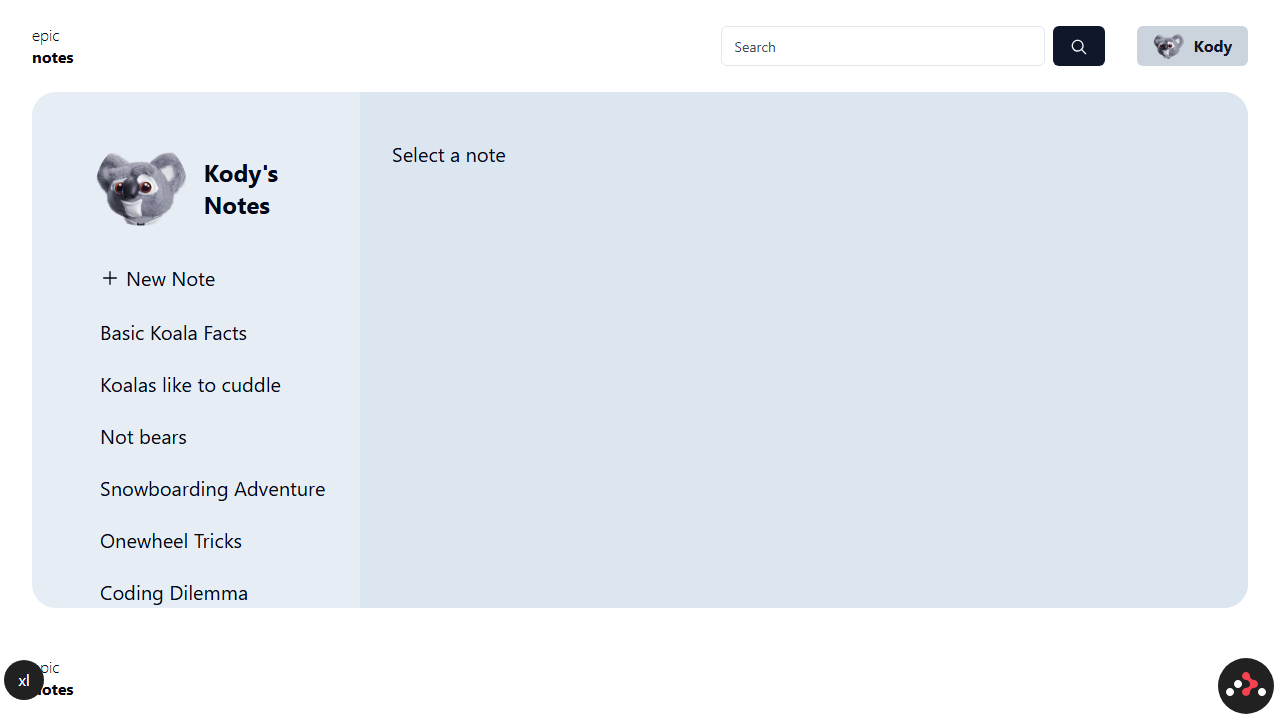 epic
notes
Search
Kody
Kody's
Notes
Select a note
New Note
Basic Koala Facts
Koalas like to cuddle
Not bears
Snowboarding Adventure
Onewheel Tricks
Coding Dilemma
epic
notes
xl